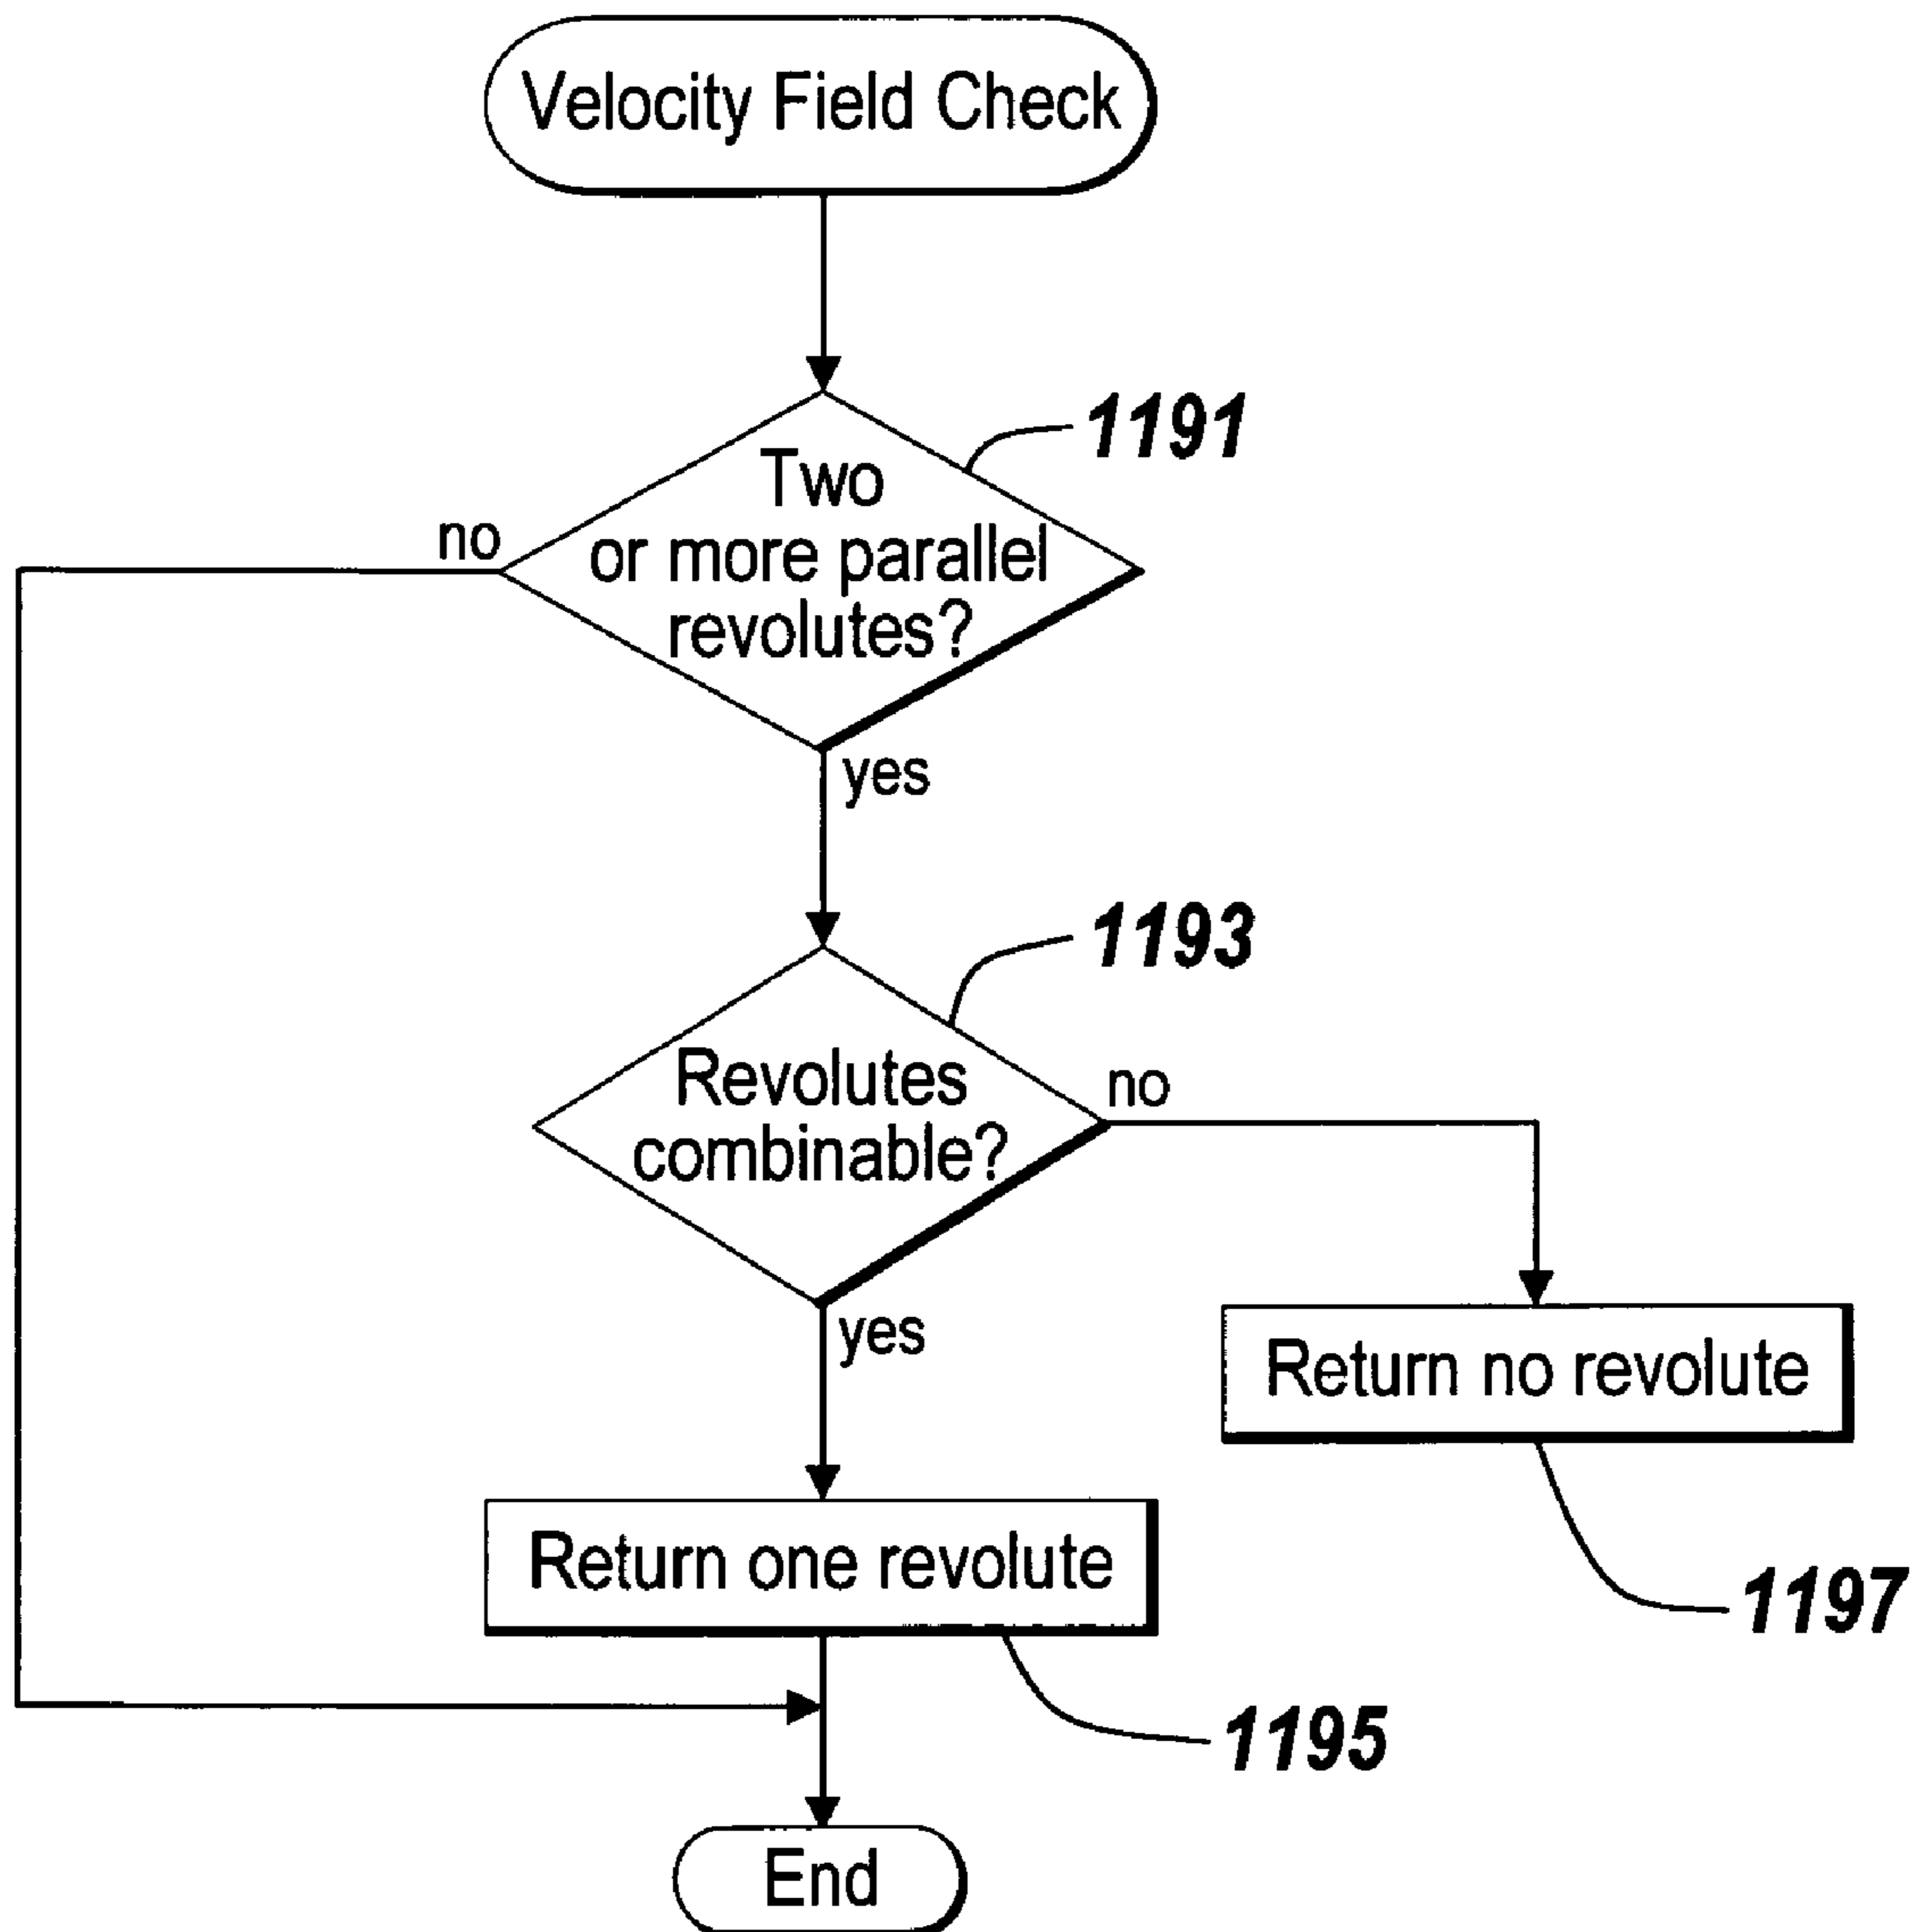 Velocity Field Check
1191
Two
or more parallel
revolutes?
no
yes
1193
Revolutes
combinable?
no
yes
Return no revolute
Return one revolute
1197
1195
End